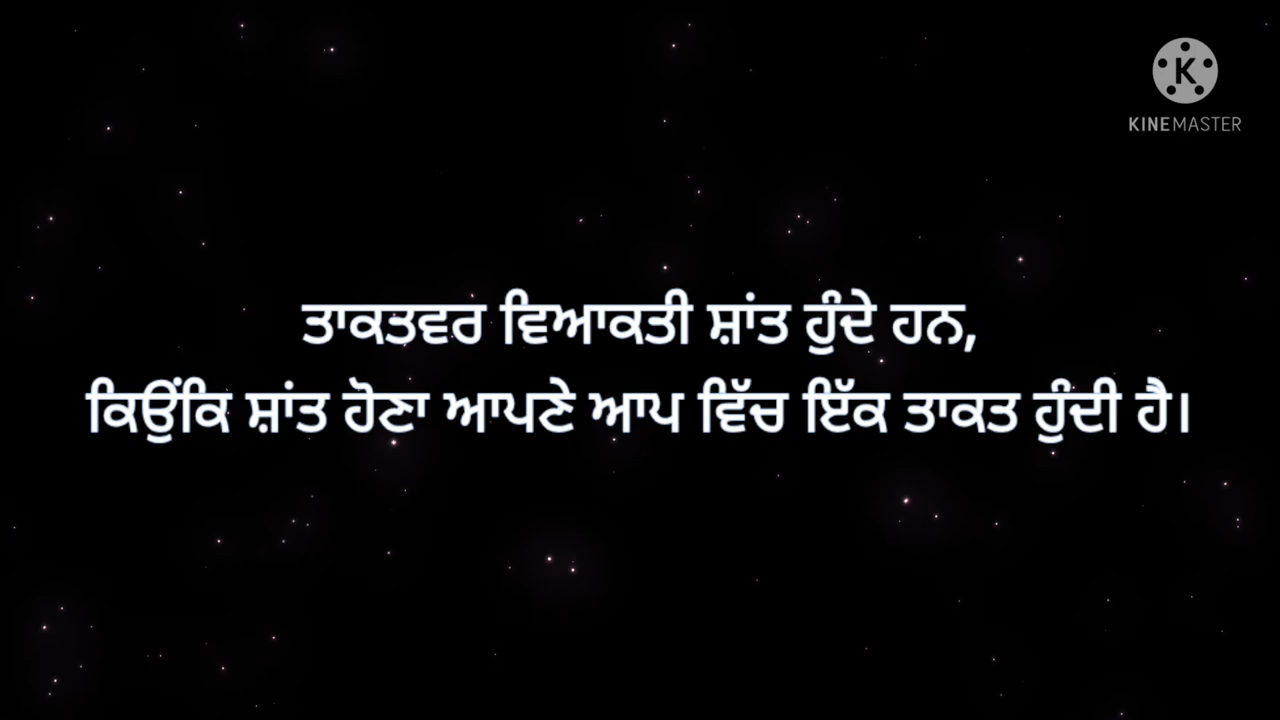 KINEMASTER
ਤਾਕਤਵਰ ਵਿਆਕਤੀ ਸ਼ਾਂਤ ਹੁੰਦੇ ਹਨ,
ਕਿਉਂਕਿ ਸ਼ਾਂਤ ਹੋਣਾ ਆਪਣੇ ਆਪ ਵਿੱਚ ਇੱਕ ਤਾਕਤ ਹੁੰਦੀ ਹੈ।